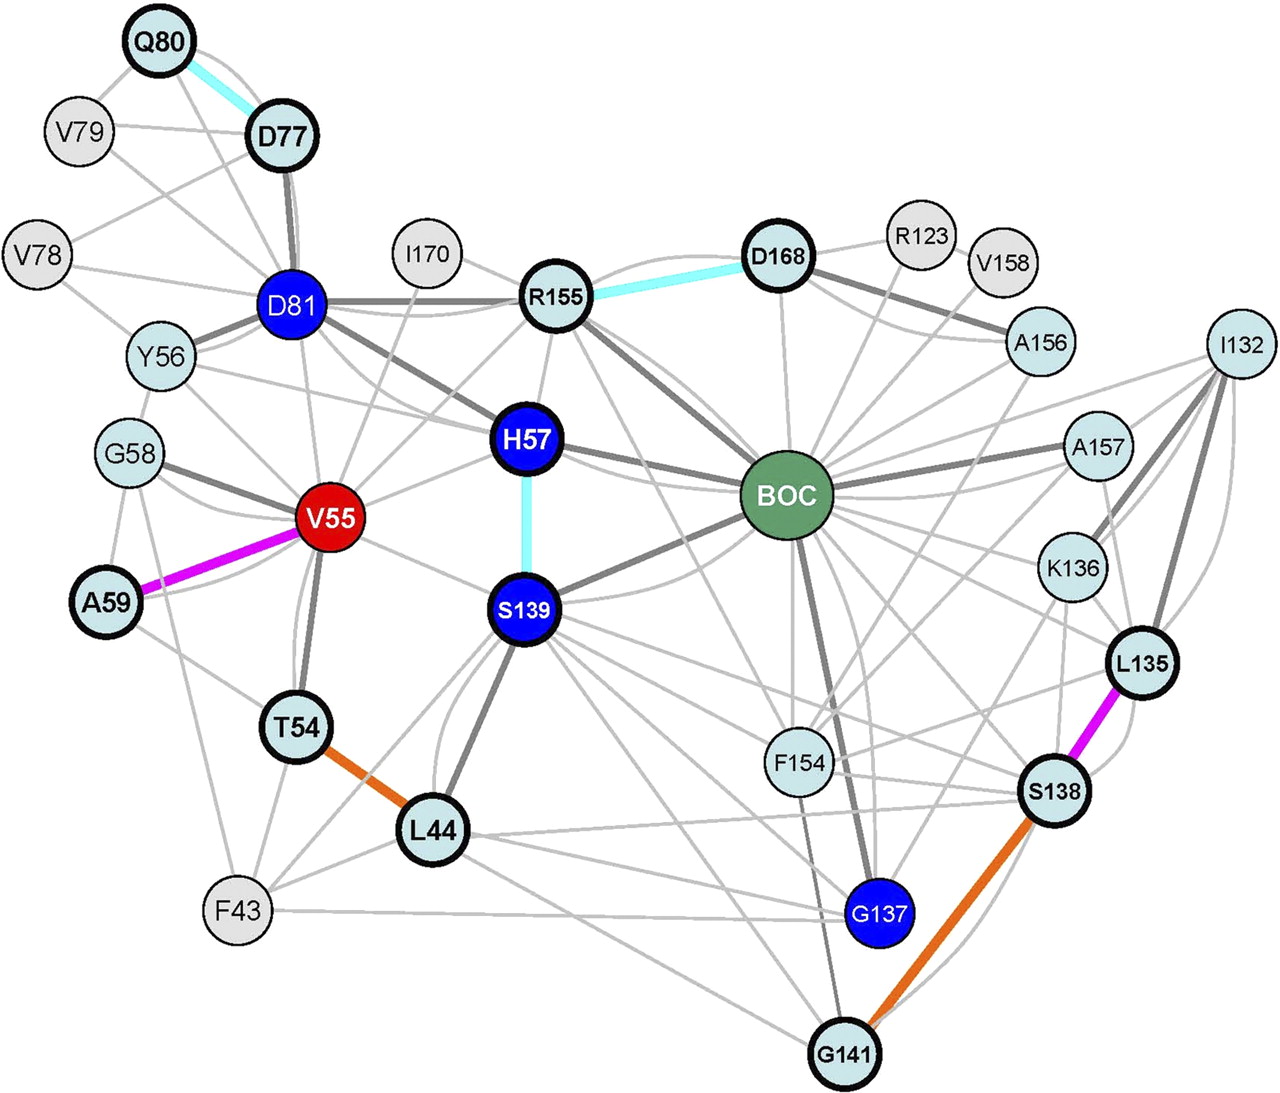 Q80
V79
D77
V78
I170
D168
R123
V158
D81
R155
Y56
A156
I132
G58
H57
A157
BOC
V55
K136
A59
S139
L135
T54
F154
S138
L44
F43
G137
G141